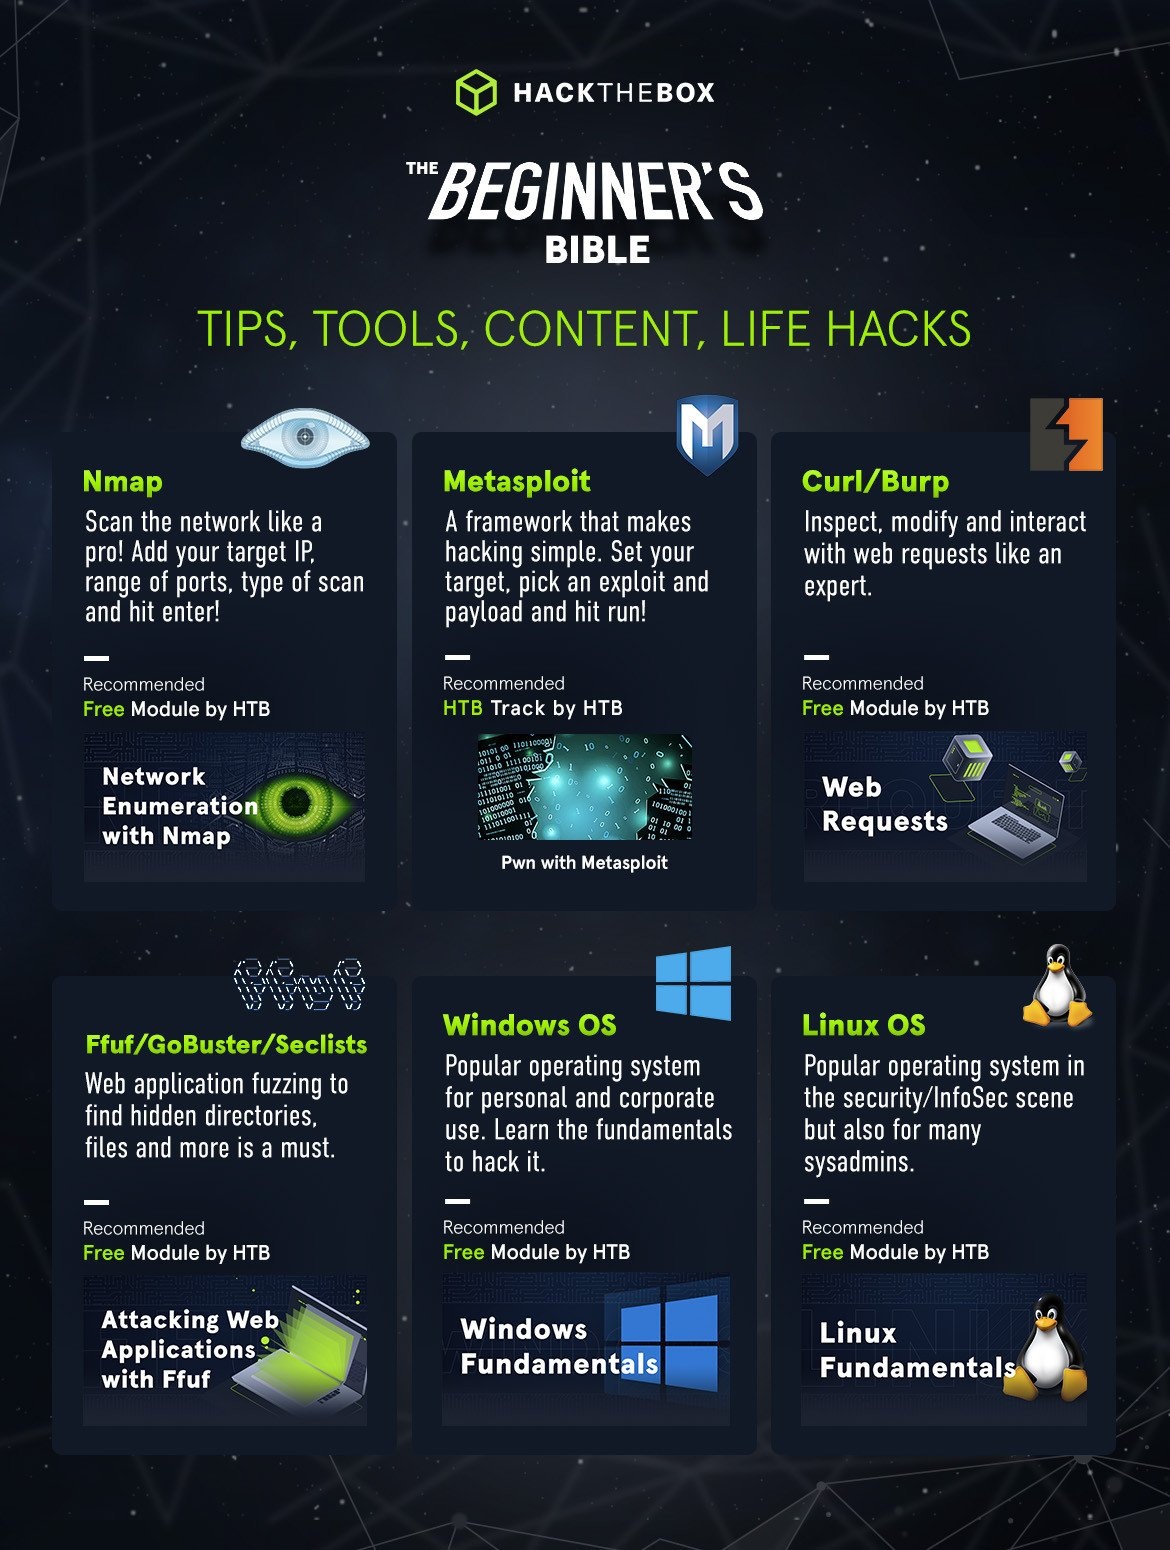 HACKTHEBOX
THE BEGINNER'S
BIBLE
TIPS, TOOLS, CONTENT, LIFE HACKS
Nmap
Scan the network like a
pro! Add your target IP,
range of ports, type of scan
and hit enter!
Recommended
Free Module by HTB
Network
Enumeration
with Nmap
Metasploit
A framework that makes
hacking simple. Set your
target, pick an exploit and
payload and hit run!
Recommended
HTB Track by HTB
Pwn with Metasploit
Curl/Burp
Inspect, modify and interact
with web requests like an
expert.
Recommended
Free Module by HTB
Web
Requests
Ffuf/GoBuster/Seclists
Web application fuzzing to
find hidden directories,
files and more is a must.
Recommended
Free Module by HTB
Attacking Web
Applications
with Ffuf
Windows OS
Popular operating system
for personal and corporate
use. Learn the fundamentals
to hack it.
Recommended
Free Module by HTB
Windows
Fundamentals
Linux OS
Popular operating system in
the security/InfoSec scene
but also for many
sysadmins.
Recommended
Free Module by HTB
Linux
Fundamentals